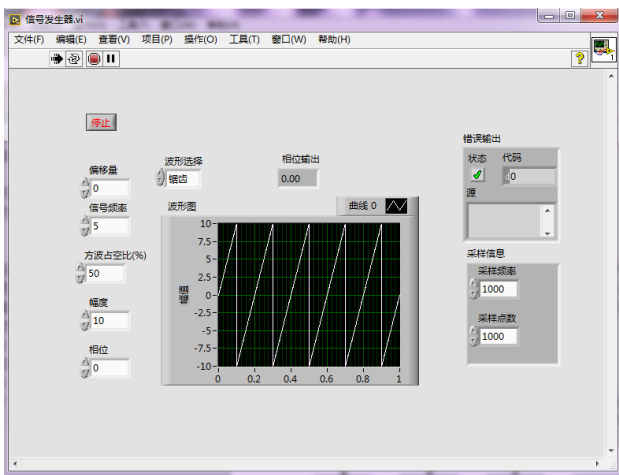 信号发生器.vi
文件(F) 编辑(E) 查看(V) 项目(P) 操作(O) 工具(T) 窗口(W) 帮助(H)
1
停止
偏移量
0
信号频率
5
方波占空比(%)
50
幅度
10
相位
0
波形选择
锯齿
相位输出
0.00
波形图
曲线 0
幅值
10
7.5
5
2.5
0
-2.5
-5
-7.5
-10
0 0.2 0.4 0.6 0.8 1
错误输出
状态 代码
0
源
采样信息
采样频率
1000
采样点数
1000